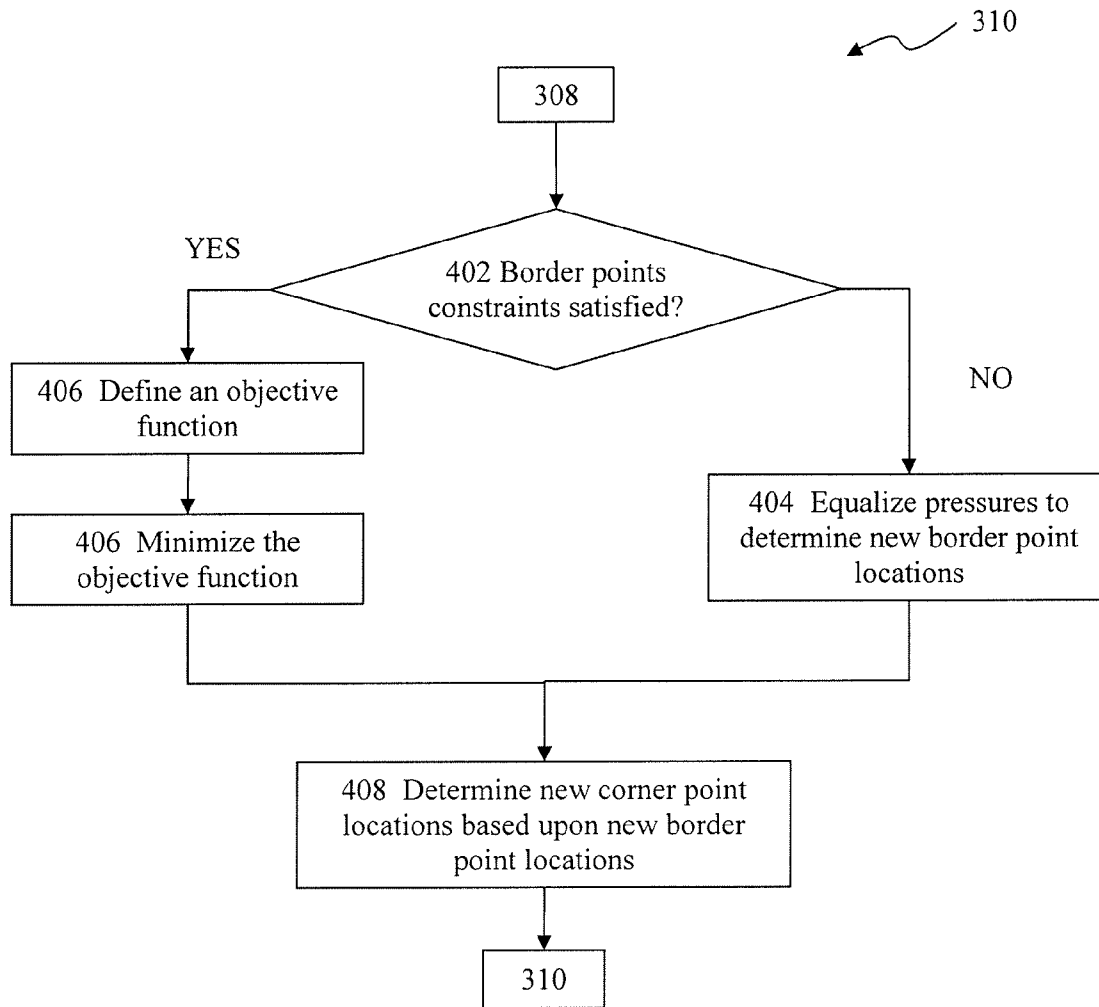 310
308
YES
402 Border points
constraints satisfied?
NO
406 Define an objective
function
406 Minimize the
objective function
404 Equalize pressures to
determine new border point
locations
408 Determine new corner point
locations based upon new border
point locations
310